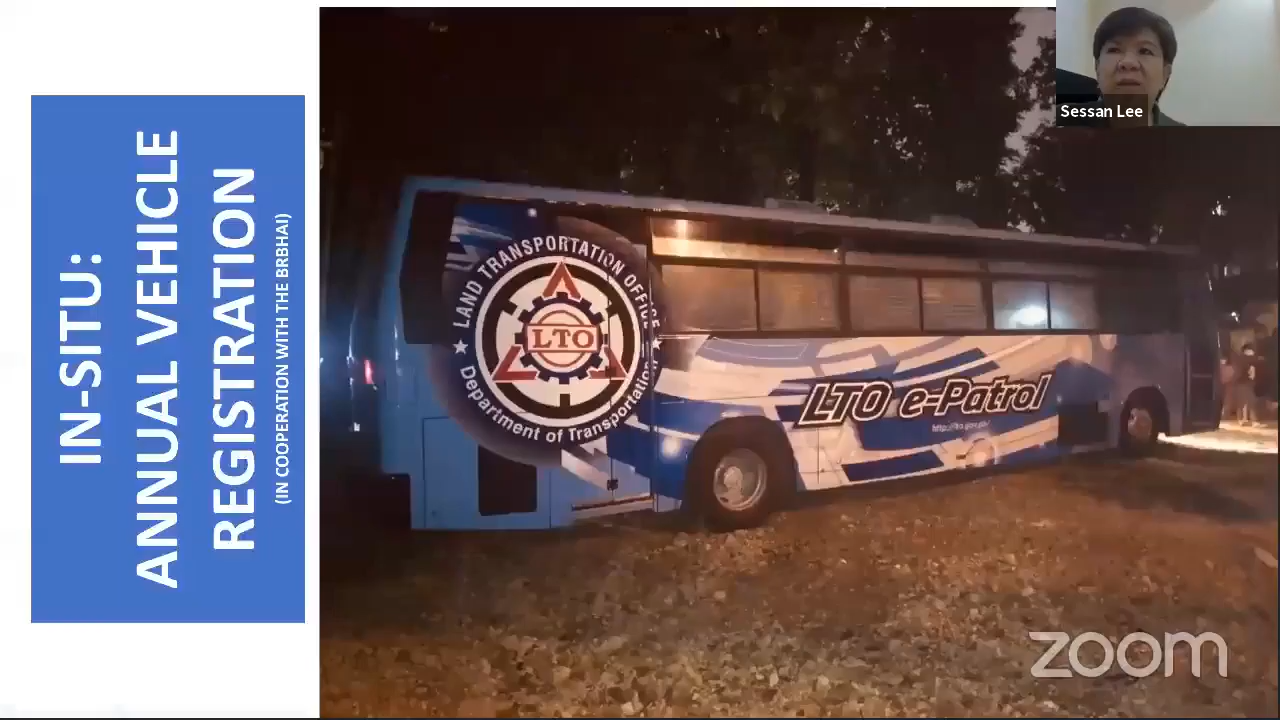 IN-SITU:
ANNUAL VEHICLE
REGISTRATION
(IN COOPERATION WITH THE BRBHAI)
LAND TRANSPORTATION OFFICE
LTO
Department of Transportation
LTO e-Patrol
Sessan Lee
zoom